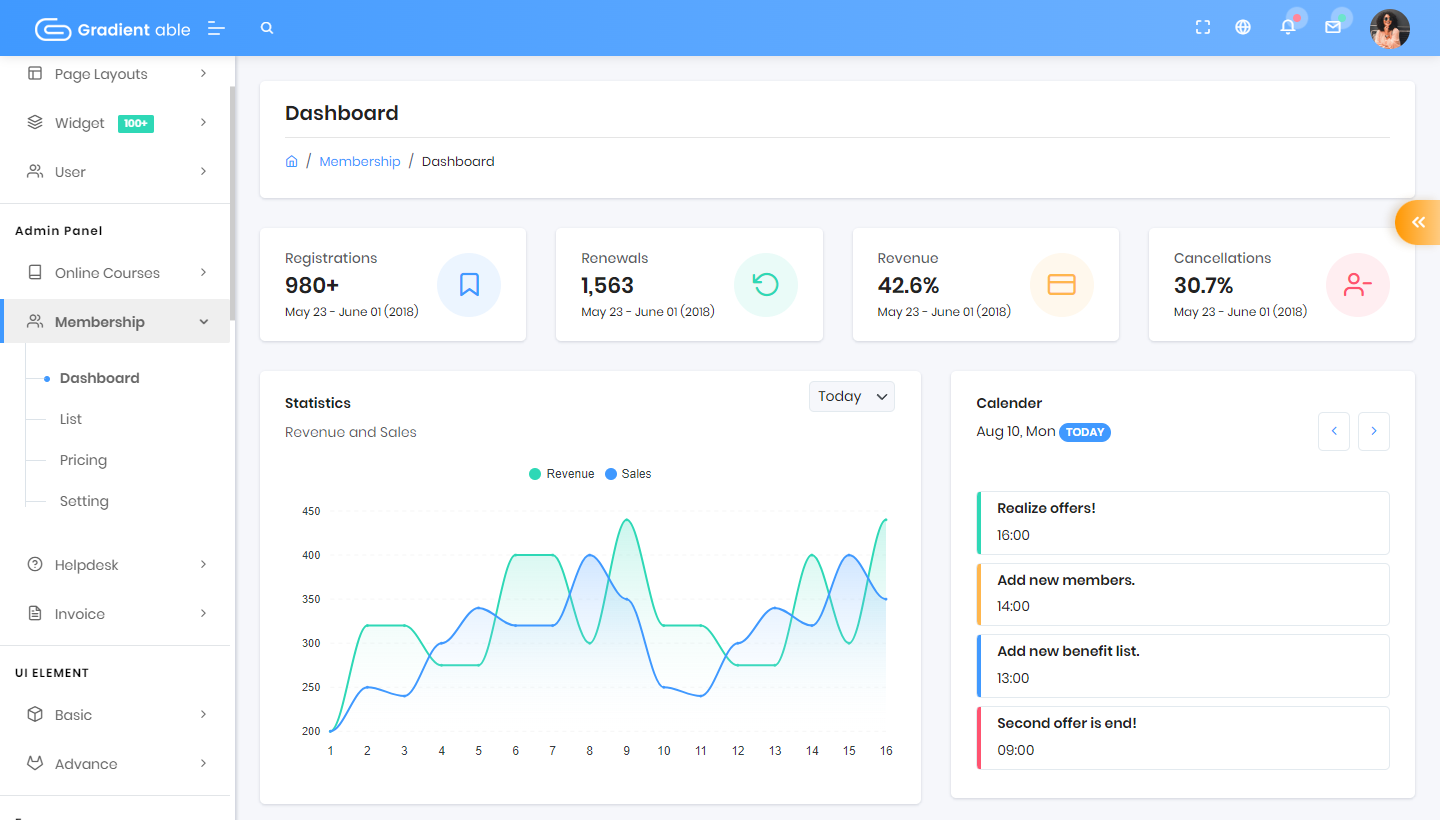 Gradient able
Page Layouts
Widget 100+
User
Admin Panel
Online Courses
Membership
Dashboard
List
Pricing
Setting
Helpdesk
Invoice
UI ELEMENT
Basic
Advance
Dashboard
/ Membership / Dashboard
Registrations
980+
May 23 - June 01 (2018)
Renewals
1,563
May 23 - June 01 (2018)
Revenue
42.6%
May 23 - June 01 (2018)
Cancellations
30.7%
May 23 - June 01 (2018)
Statistics
Today
Revenue and Sales
Revenue Sales
450
400
350
300
250
200
1 2 3 4 5 6 7 8 9 10 11 12 13 14 15 16
Calender
Aug 10, Mon TODAY
Realize offers!
16:00
Add new members.
14:00
Add new benefit list.
13:00
Second offer is end!
09:00